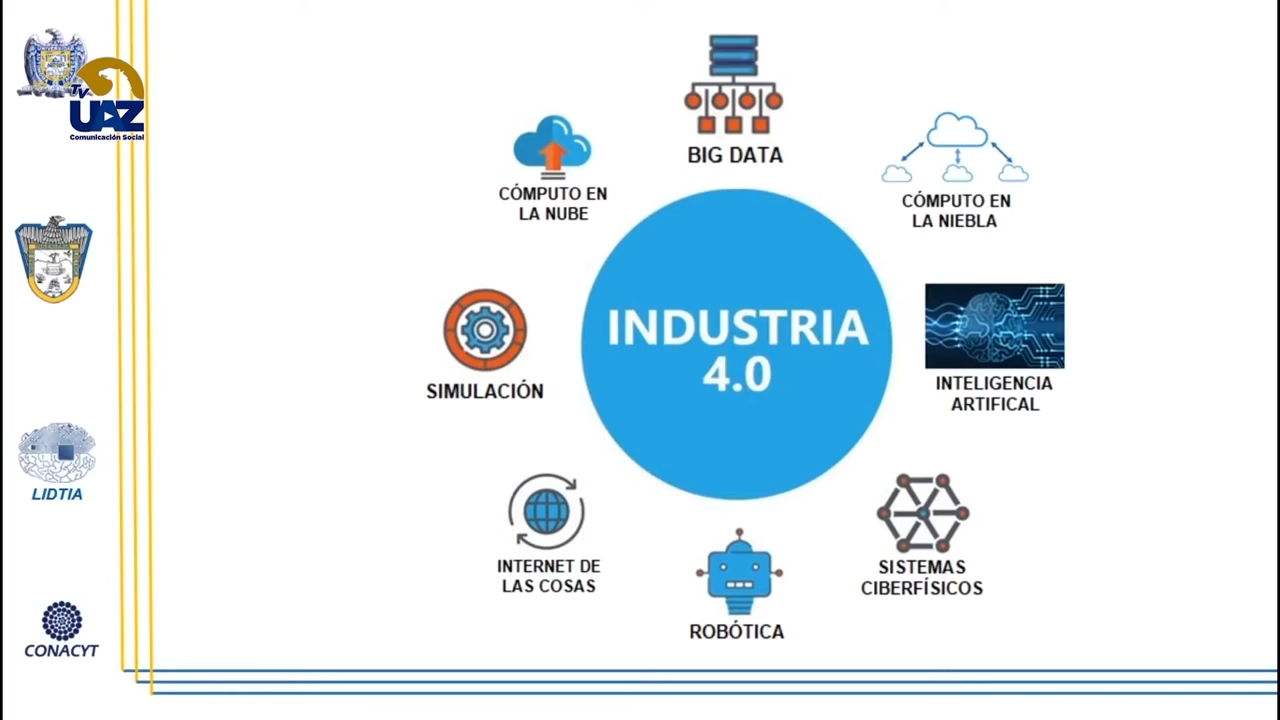 TV
UAZ
Comunicación Social
LIDTIA
CONACYT
BIG DATA
CÓMPUTO EN
LA NUBE
CÓMPUTO EN
LA NIEBLA
INDUSTRIA
4.0
SIMULACIÓN
INTELIGENCIA
ARTIFICAL
INTERNET DE
LAS COSAS
SISTEMAS
CIBERFÍSICOS
ROBÓTICA